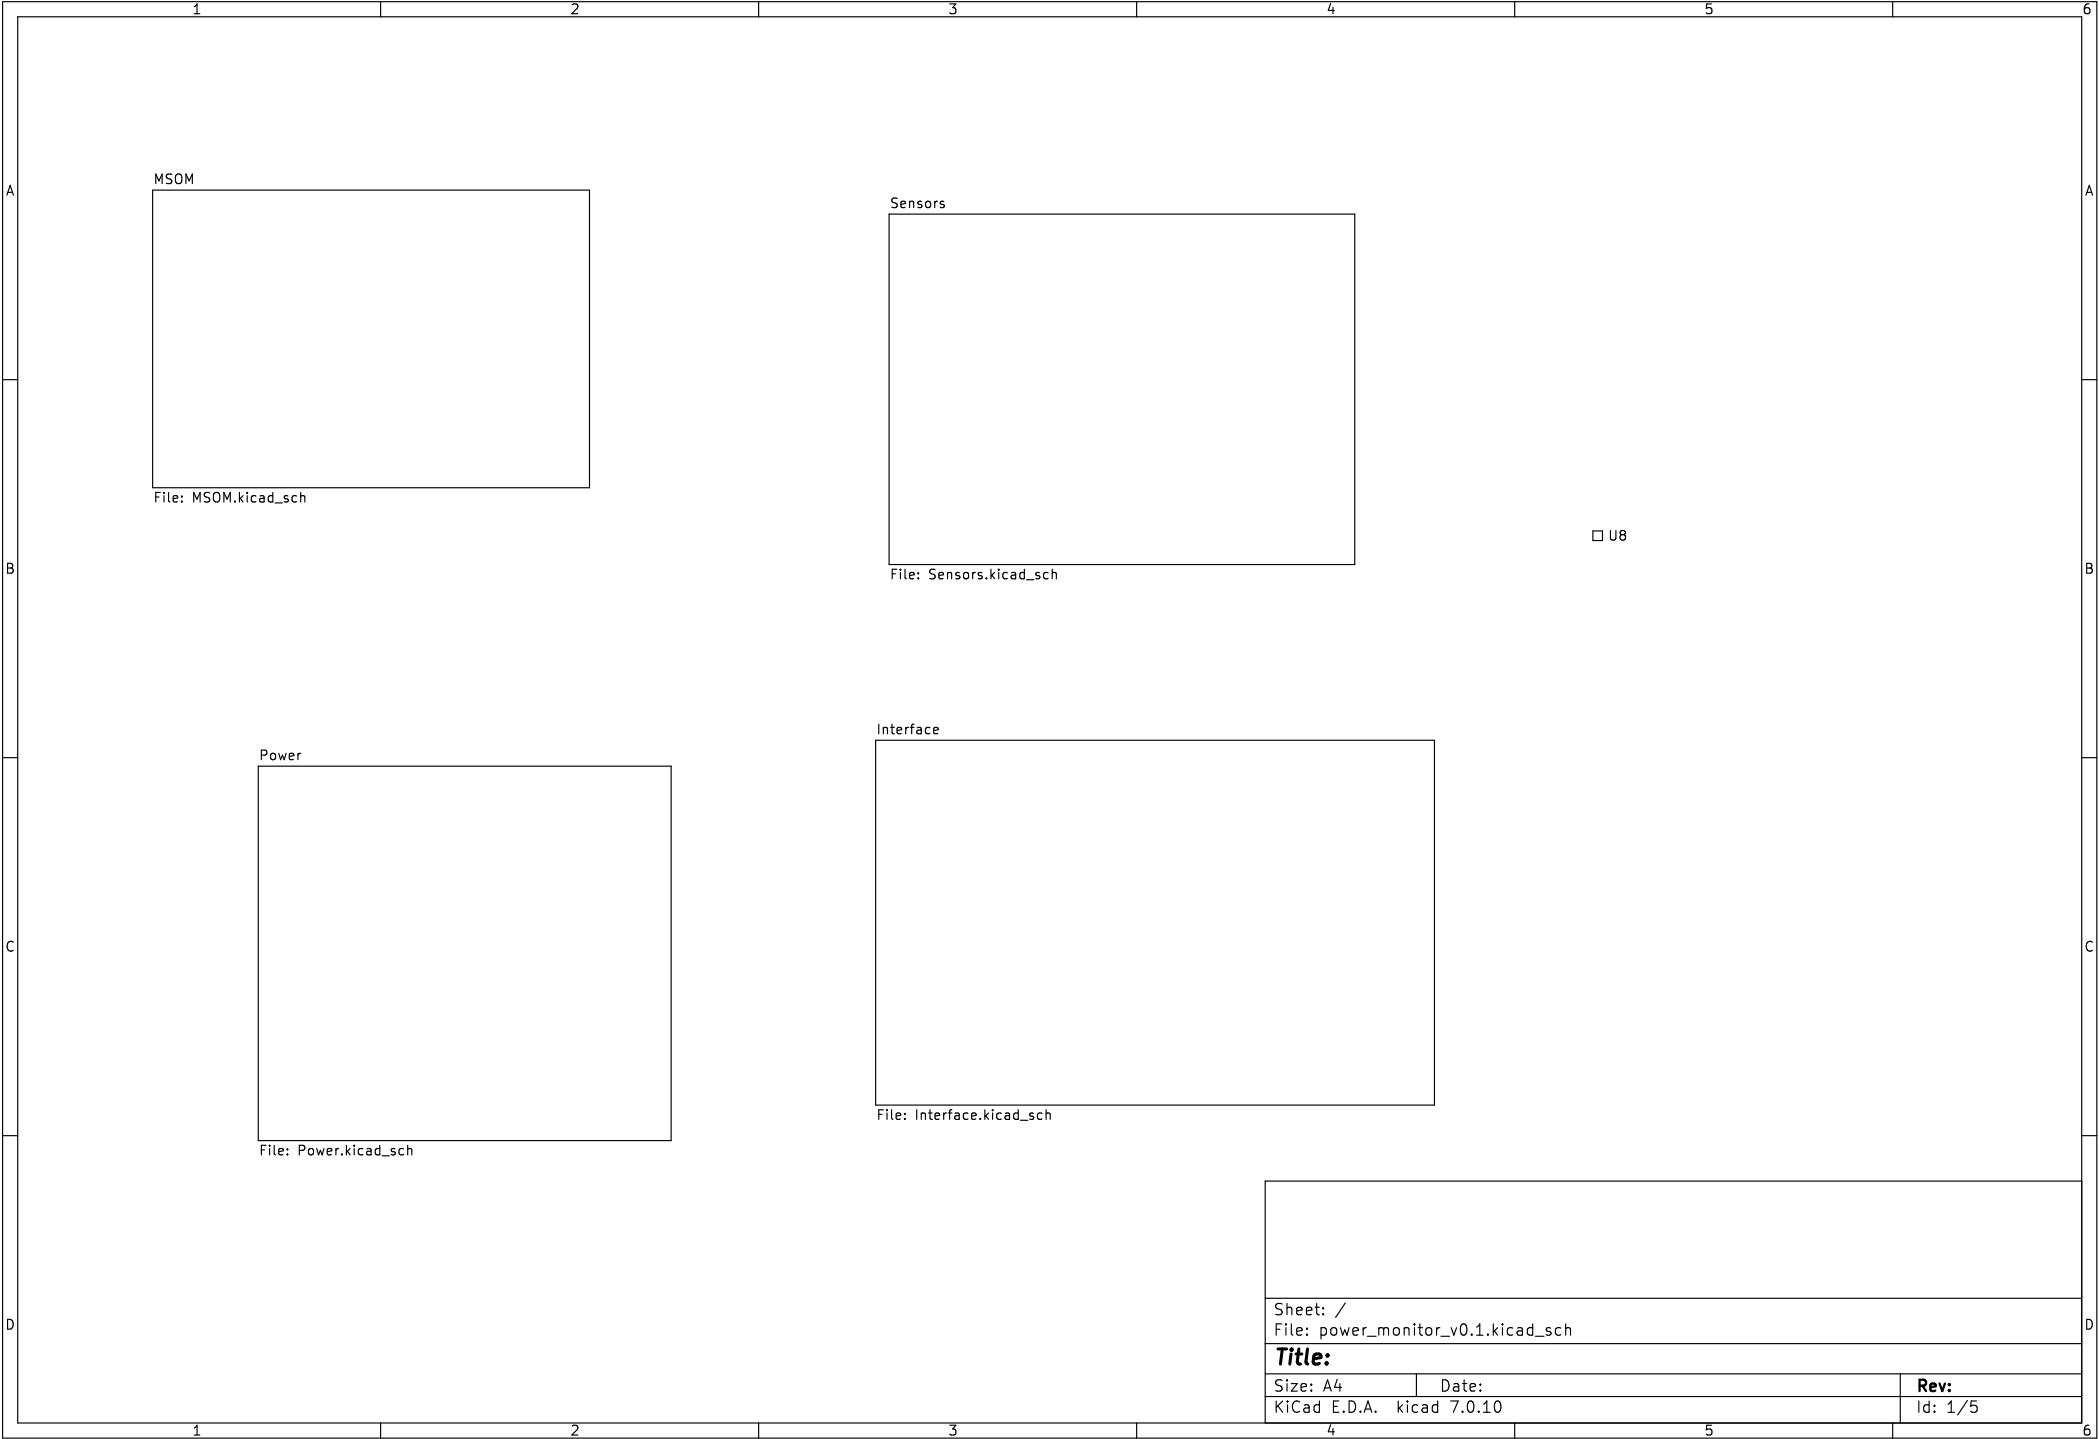 1 2 3 4 5 6
A A
MSOM
Sensors
File: MSOM.kicad_sch
U8
B B
File: Sensors.kicad_sch
Interface
Power
C C
File: Interface.kicad_sch
File: Power.kicad_sch
Sheet: /
D D
File: power_monitor_v0.1.kicad_sch
Title:
Size: A4 Date: Rev:
KiCad E.D.A. kicad 7.0.10 Id: 1/5
1 2 3 4 5 6